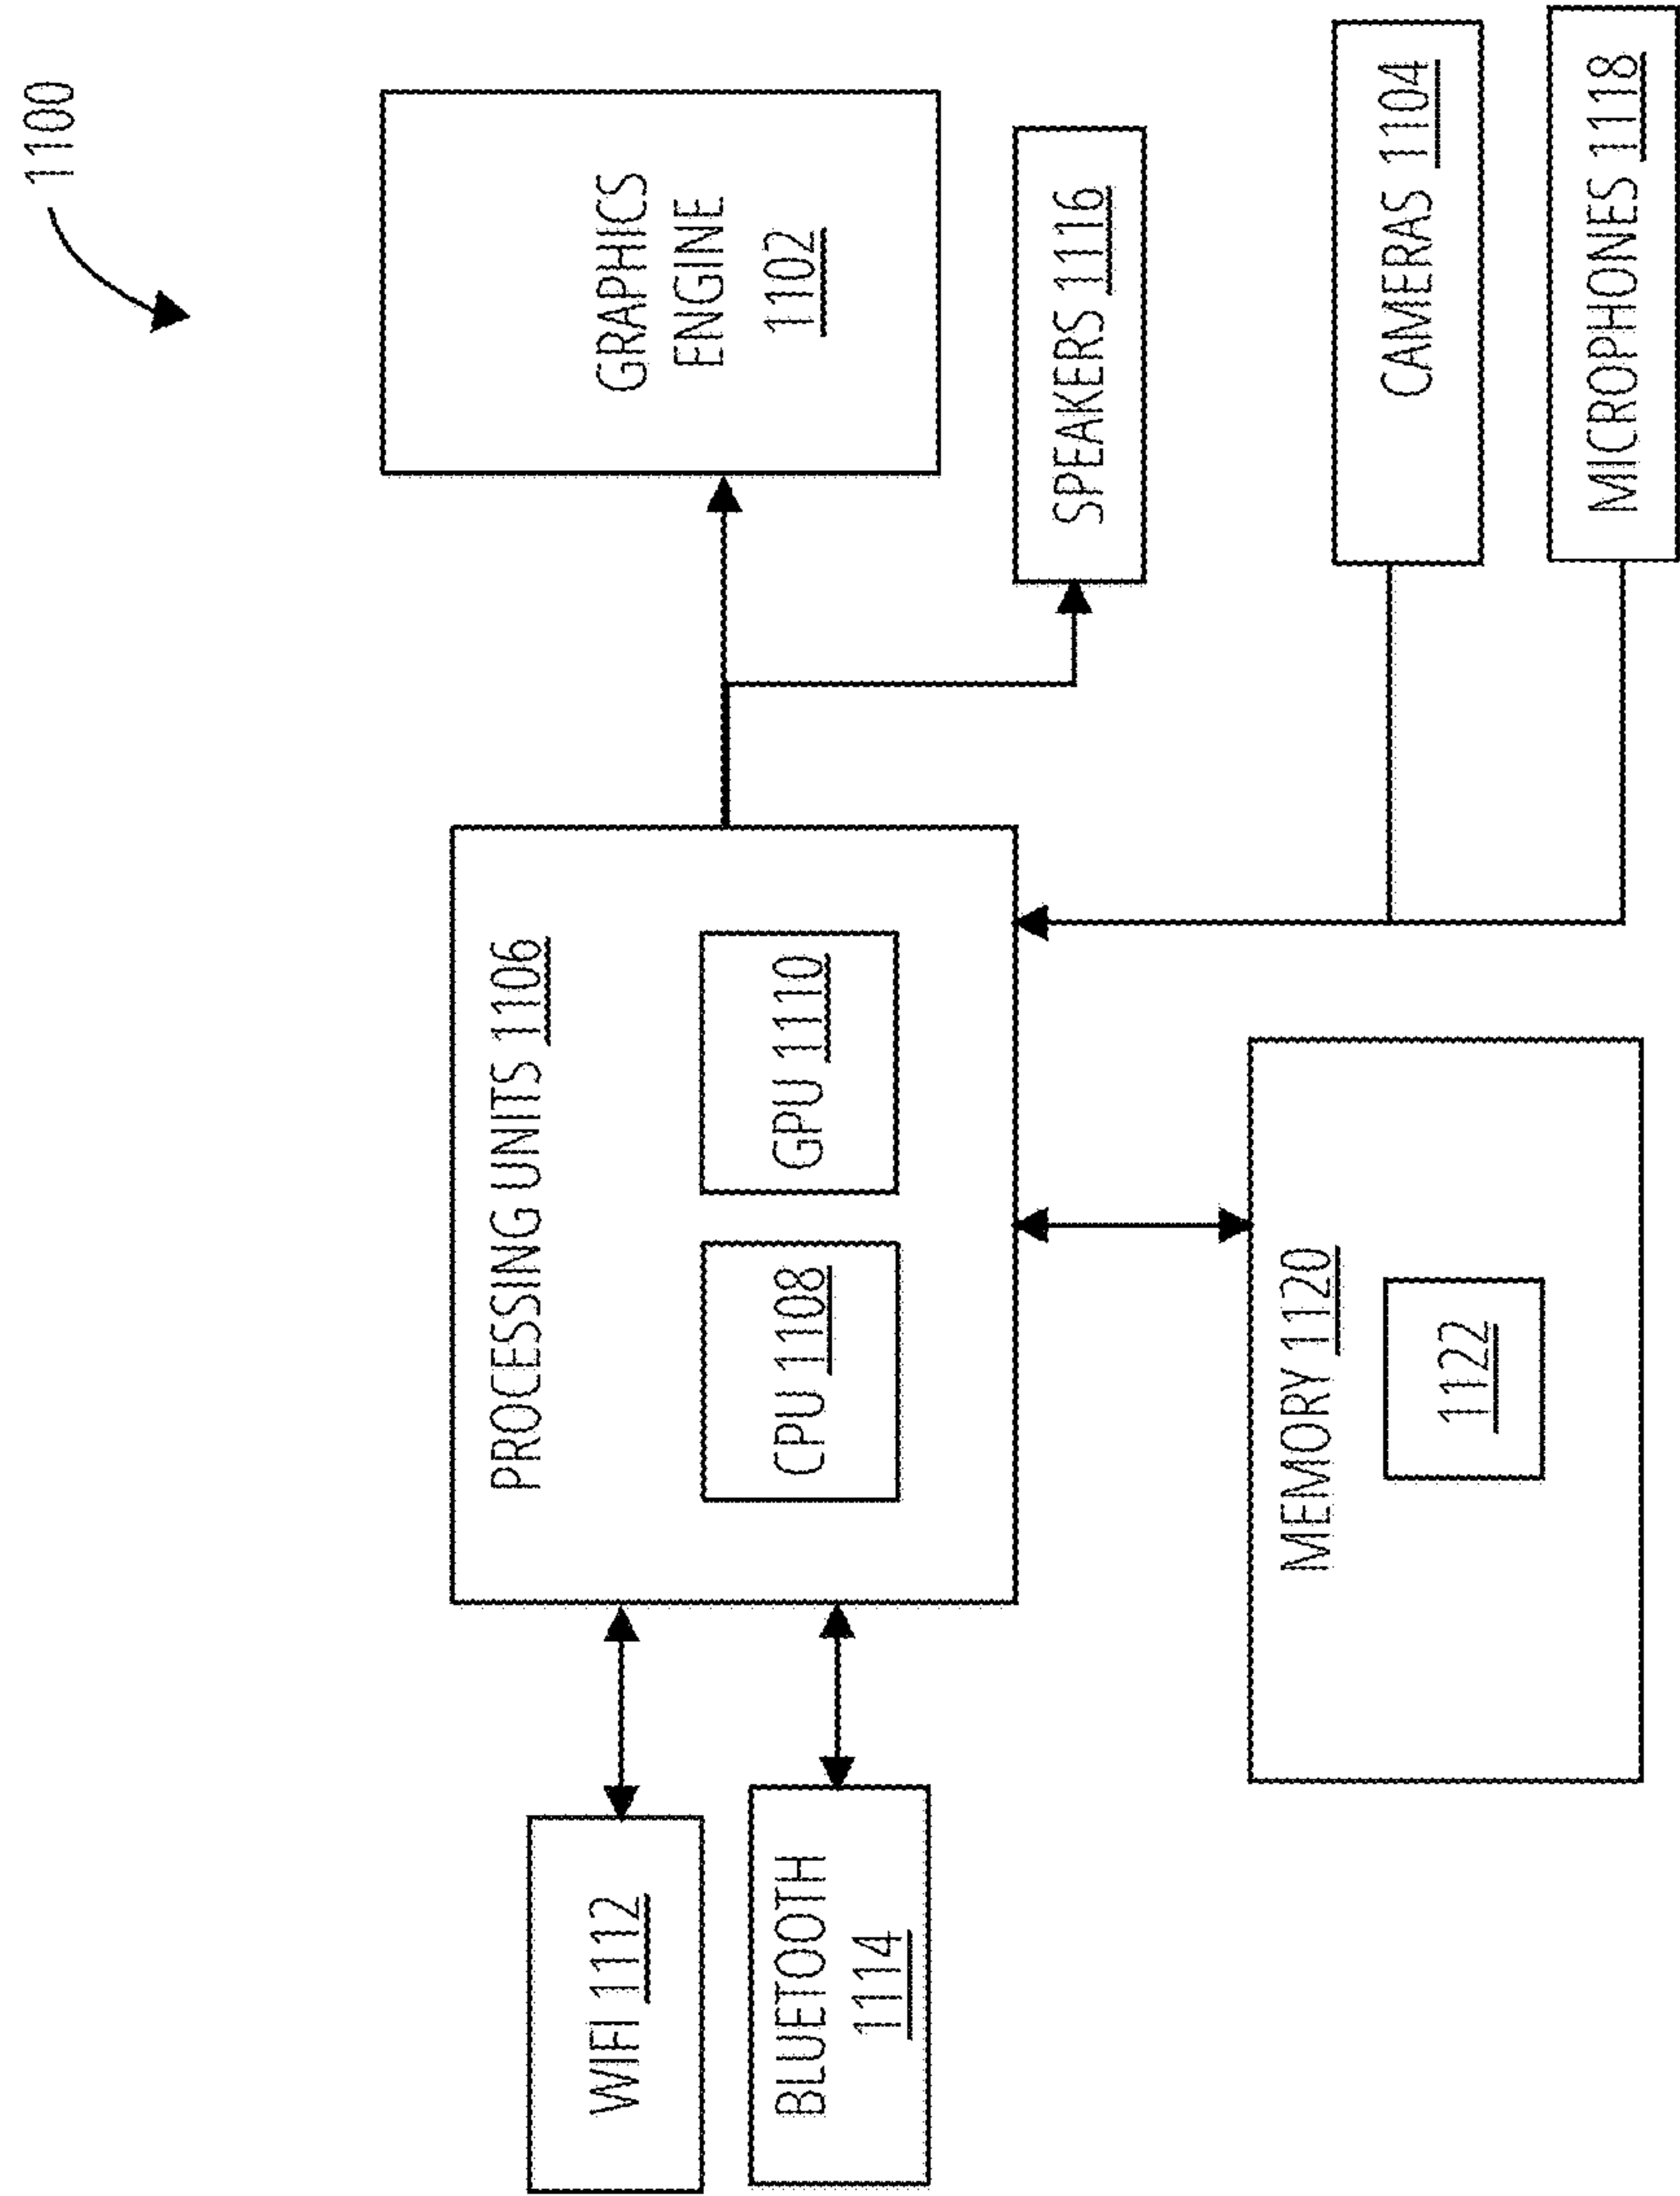 1100
WIFI 1112
BLUETOOTH
1114
PROCESSING UNITS 1106
CPU 1108
GPU 1110
GRAPHICS
ENGINE
1102
SPEAKERS 1116
MEMORY 1120
1122
CAMERAS 1104
MICROPHONES 1118